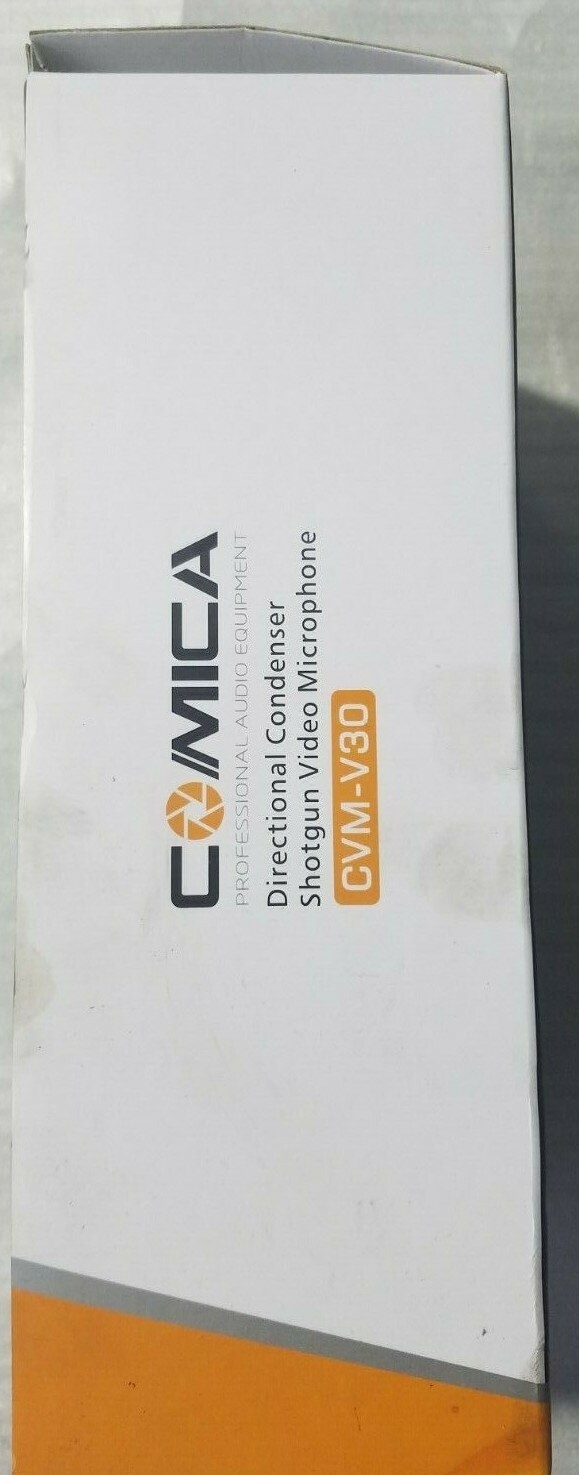 COMICA
PROFESSIONAL AUDIO EQUIPMENT
Directional Condenser
Shotgun Video Microphone
CVM-V30